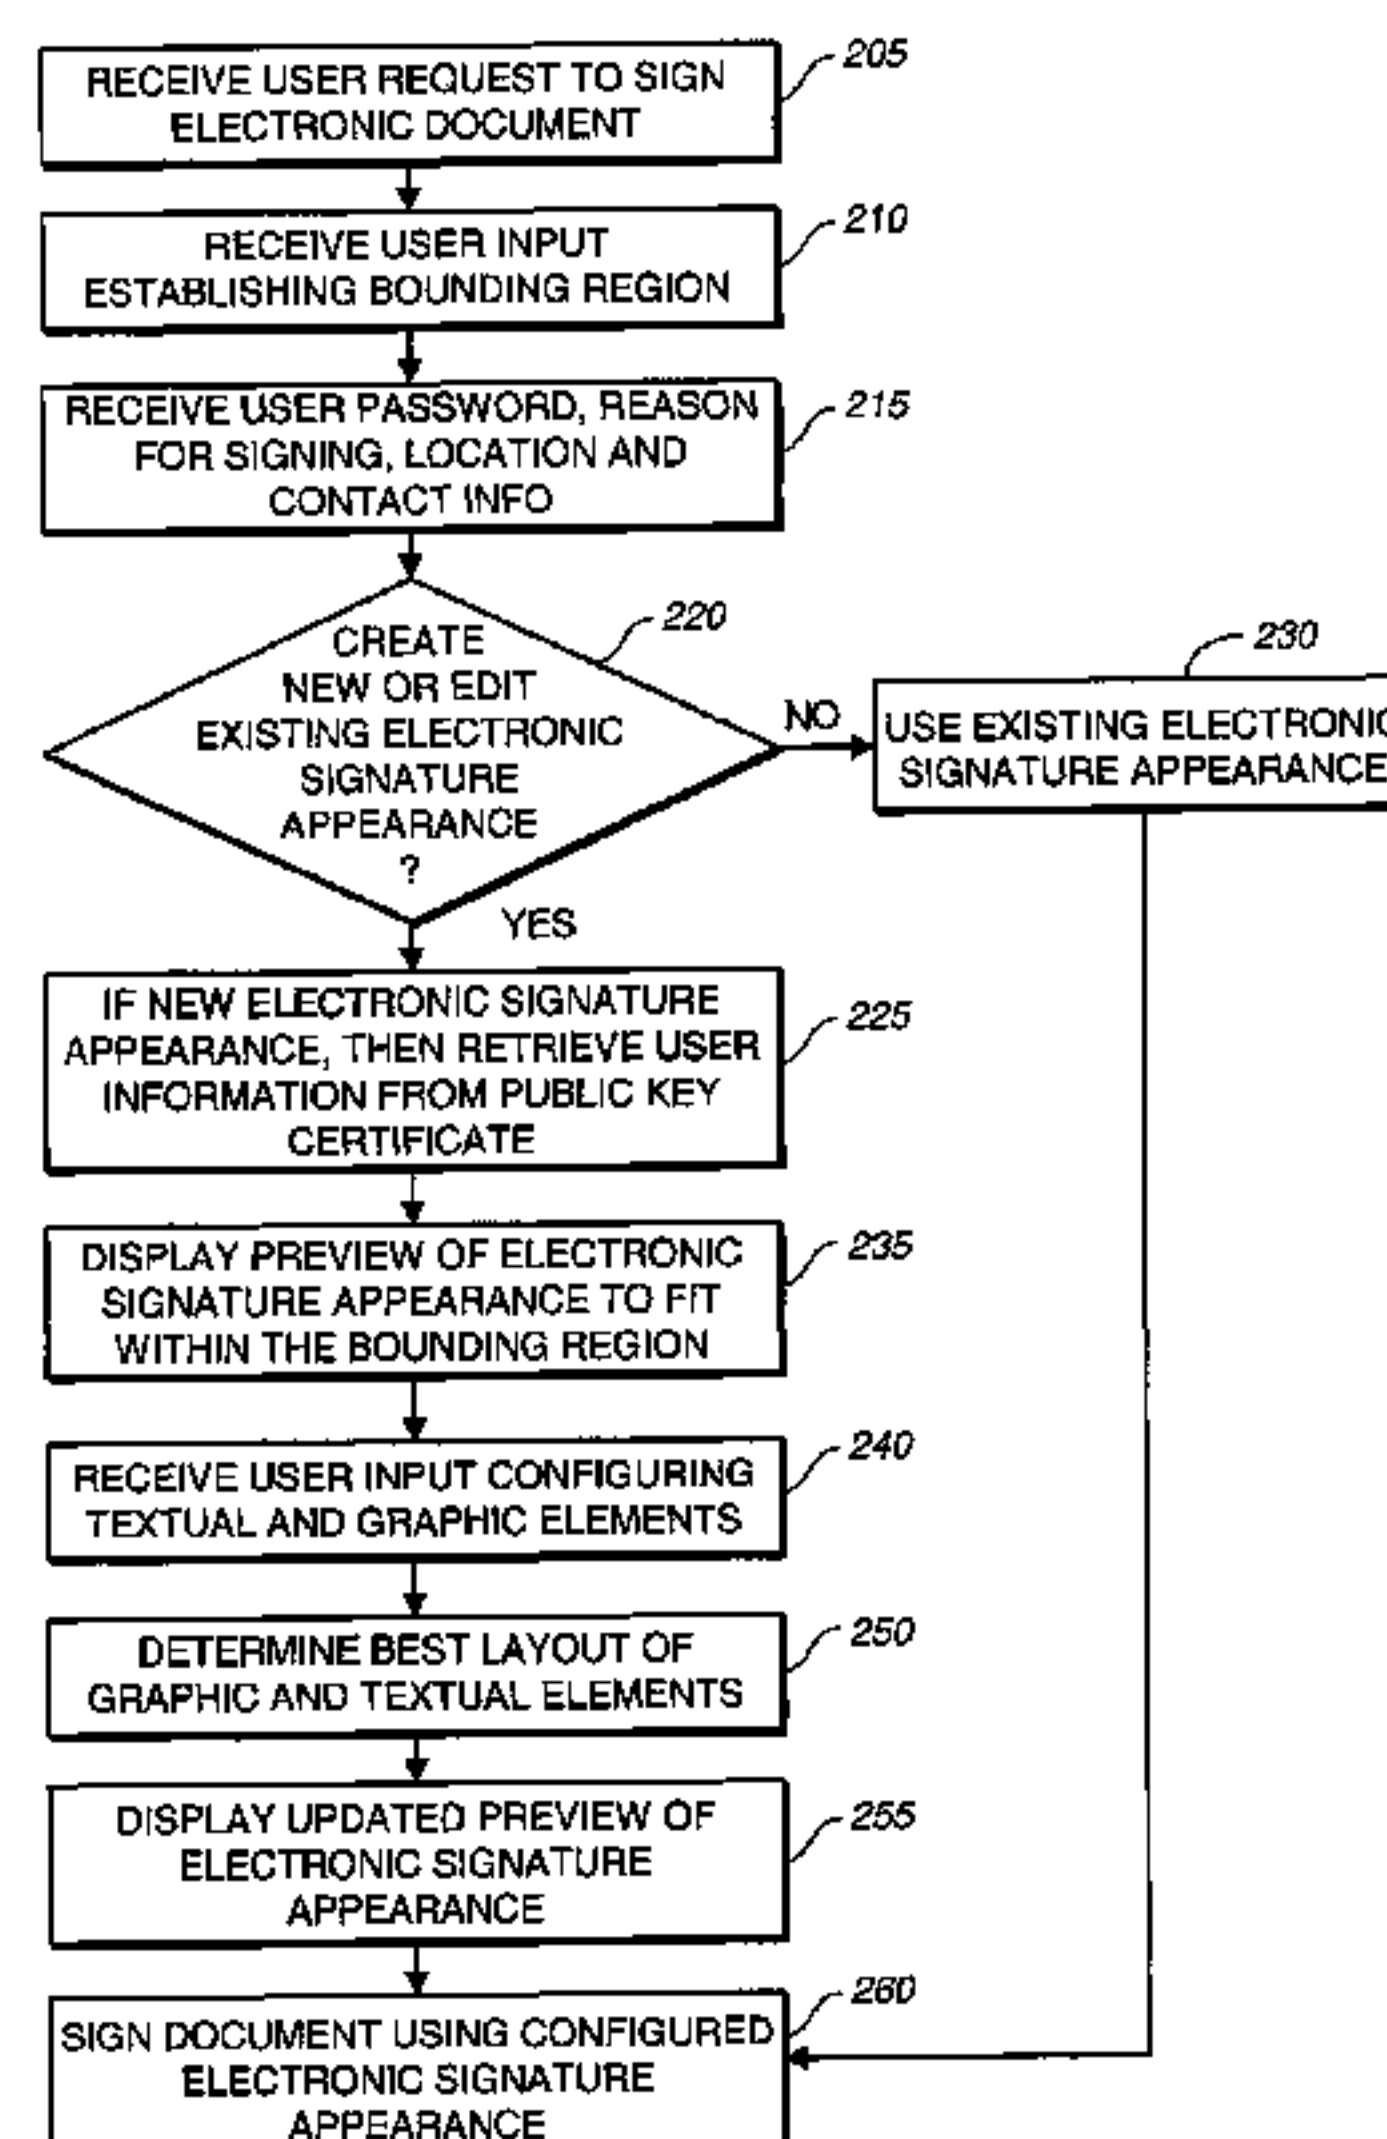 205
RECEIVE USER REQUEST TO SIGN
ELECTRONIC DOCUMENT
210
RECEIVE USER INPUT
ESTABLISHING BOUNDING REGION
215
RECEIVE USER PASSWORD, REASON
FOR SIGNING, LOCATION AND
CONTACT INFO
220
CREATE
NEW OR EDIT
EXISTING ELECTRONIC
SIGNATURE
APPEARANCE
?
NO
230
USE EXISTING ELECTRONIC
SIGNATURE APPEARANCE
YES
225
IF NEW ELECTRONIC SIGNATURE
APPEARANCE, THEN RETRIEVE USER
INFORMATION FROM PUBLIC KEY
CERTIFICATE
235
DISPLAY PREVIEW OF ELECTRONIC
SIGNATURE APPEARANCE TO FIT
WITHIN THE BOUNDING REGION
240
RECEIVE USER INPUT CONFIGURING
TEXTUAL AND GRAPHIC ELEMENTS
250
DETERMINE BEST LAYOUT OF
GRAPHIC AND TEXTUAL ELEMENTS
255
DISPLAY UPDATED PREVIEW OF
ELECTRONIC SIGNATURE
APPEARANCE
260
SIGN DOCUMENT USING CONFIGURED
ELECTRONIC SIGNATURE
APPEARANCE